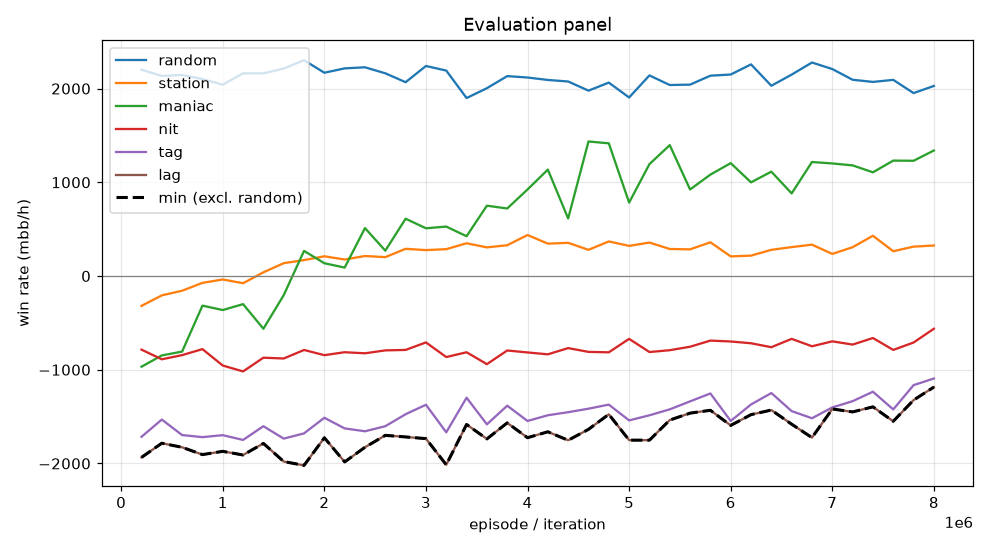 Evaluation panel
random
station
maniac
nit
tag
lag
min (excl. random)
win rate (mbb/h)
2000
1000
0
−1000
−2000
0 1 2 3 4 5 6 7 8
1e6
episode / iteration